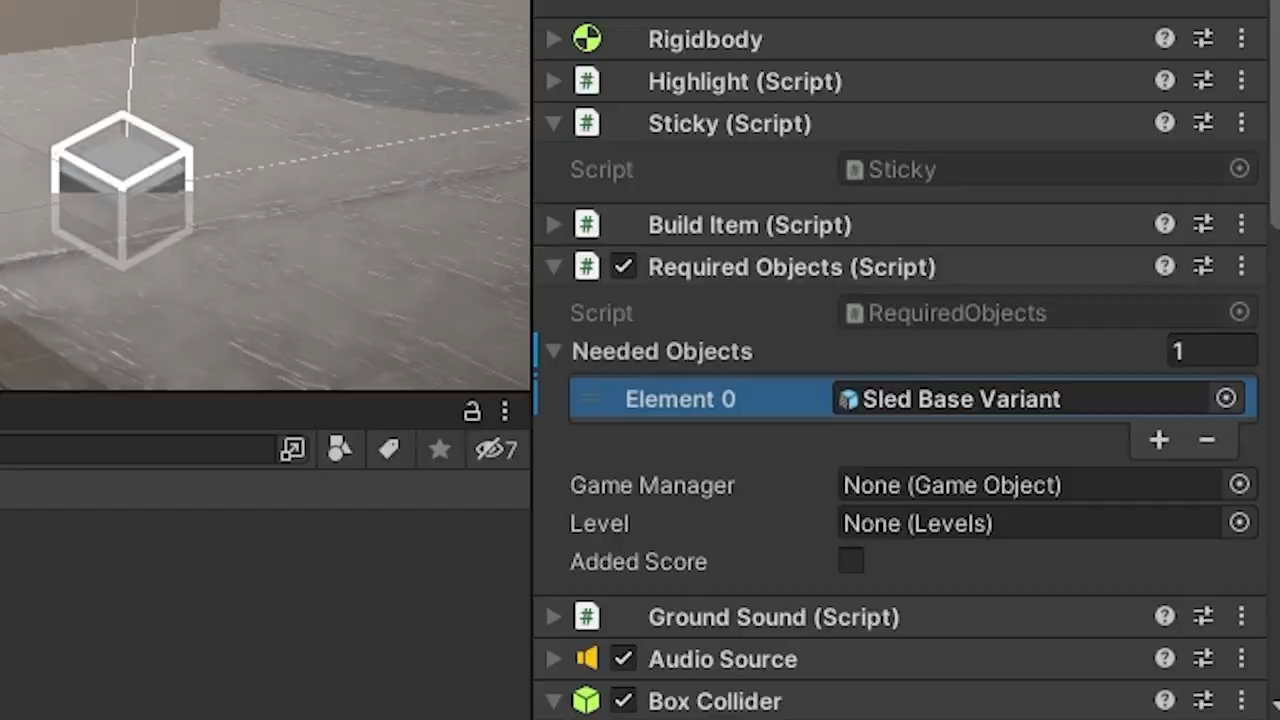 Rigidbody
Highlight (Script)
Sticky (Script)
Script Sticky
Build Item (Script)
Required Objects (Script)
Script RequiredObjects
Needed Objects 1
Element 0 Sled Base Variant
+ −
7
Game Manager None (Game Object)
Level None (Levels)
Added Score
Ground Sound (Script)
Audio Source
Box Collider